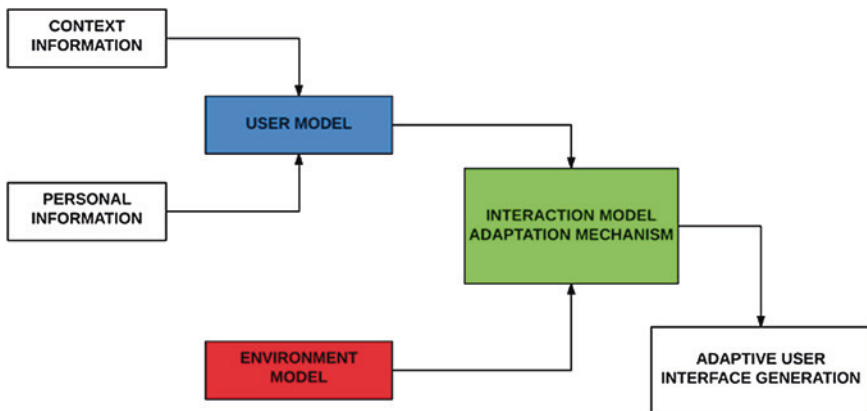 CONTEXT
INFORMATION
USER MODEL
PERSONAL
INFORMATION
INTERACTION MODEL
ADAPTATION MECHANISM
ENVIRONMENT
MODEL
ADAPTIVE USER
INTERFACE GENERATION